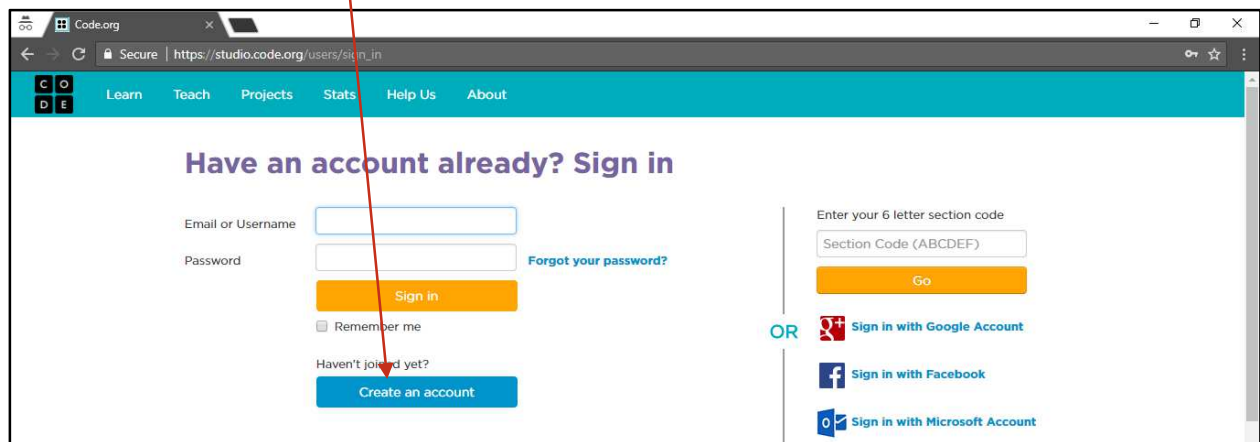 Code.org
Secure | https://studio.code.org/users/sign_in
CODE
Learn Teach Projects Stats Help Us About
Have an account already? Sign in
Email or Username
Password
Forgot your password?
Sign in
Remember me
Haven't joined yet?
Create an account
OR
Enter your 6 letter section code
Section Code (ABCDEF)
Go
g+ Sign in with Google Account
f Sign in with Facebook
o Sign in with Microsoft Account